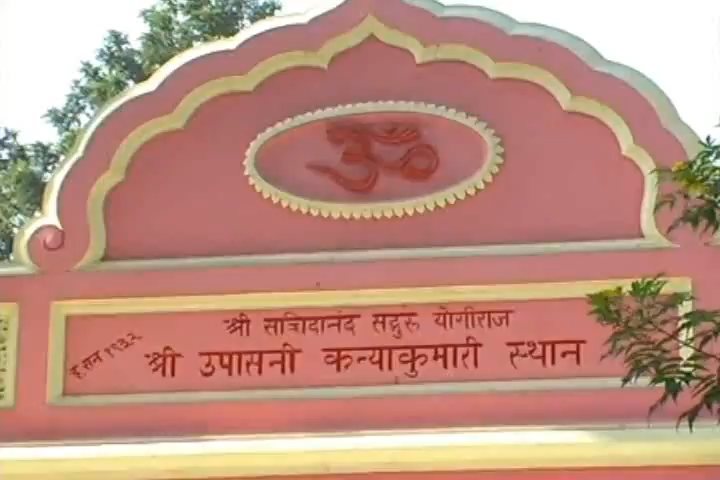 ॐ
श्री सच्चिदानंद सद्गुरू योगीराज
इ.सन १९३२
श्री उपासनी कन्याकुमारी स्थान